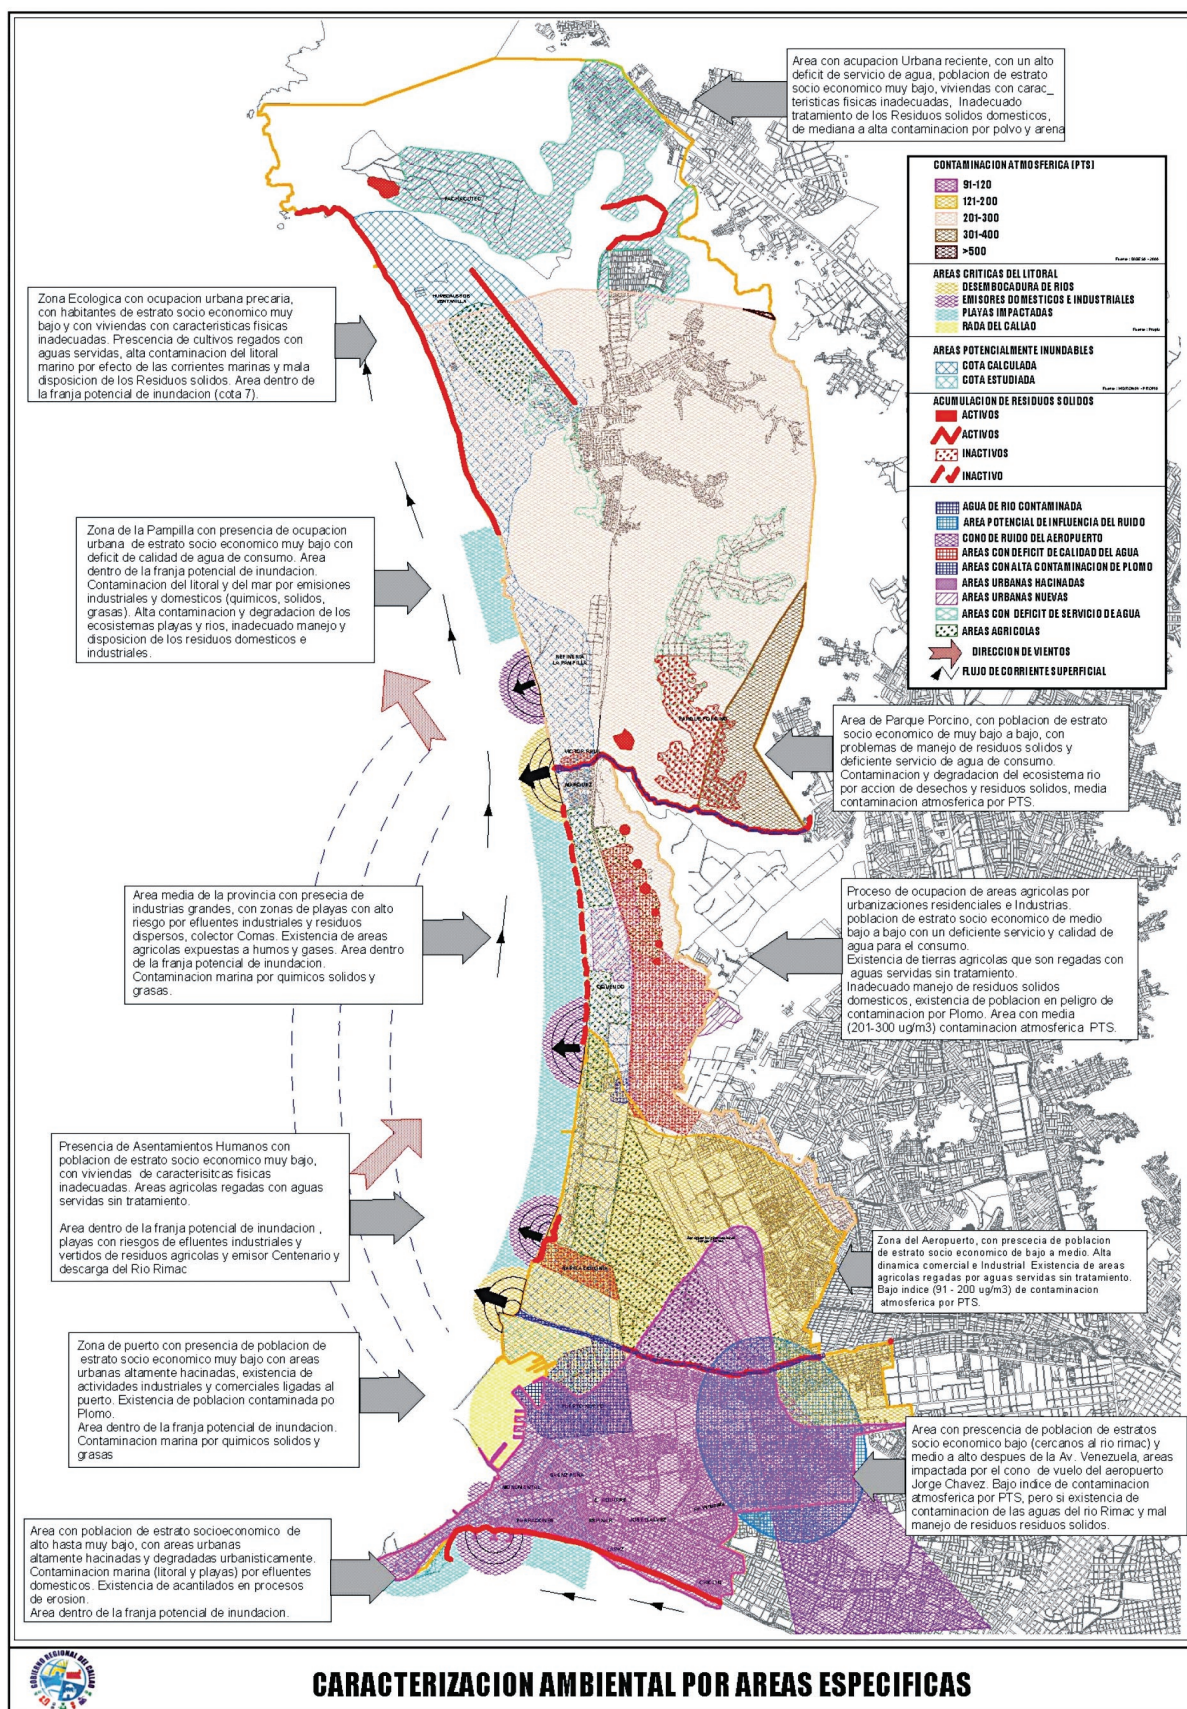 Area con acupacion Urbana reciente, con un alto
deficit de servicio de agua, poblacion de estrato
socio economico muy bajo, viviendas con carac_
teristicas fisicas inadecuadas, Inadecuado
tratamiento de los Residuos solidos domesticos,
de mediana a alta contaminacion por polvo y arena
CONTAMINACION ATMOSFERICA (PTS)
91-120
121-200
201-300
301-400
>500
AREAS CRITICAS DEL LITORAL
DESEMBOCADURA DE RIOS
EMISORES DOMESTICOS E INDUSTRIALES
PLAYAS IMPACTADAS
RADA DEL CALLAO
AREAS POTENCIALMENTE INUNDABLES
COTA CALCULADA
COTA ESTUDIADA
ACUMULACION DE RESIDUOS SOLIDOS
ACTIVOS
ACTIVOS
INACTIVOS
INACTIVO
AGUA DE RIO CONTAMINADA
AREA POTENCIAL DE INFLUENCIA DEL RUIDO
CONO DE RUIDO DEL AEROPUERTO
AREAS CON DEFICIT DE CALIDAD DEL AGUA
AREAS CON ALTA CONTAMINACION DE PLOMO
AREAS URBANAS HACINADAS
AREAS URBANAS NUEVAS
AREAS CON DEFICIT DE SERVICIO DE AGUA
AREAS AGRICOLAS
DIRECCION DE VIENTOS
FLUJO DE CORRIENTE SUPERFICIAL
Zona Ecologica con ocupacion urbana precaria,
con habitantes de estrato socio economico muy
bajo y con viviendas con caracteristicas fisicas
inadecuadas. Prescencia de cultivos regados con
aguas servidas, alta contaminacion del litoral
marino por efecto de las corrientes marinas y mala
disposicion de los Residuos solidos. Area dentro de
la franja potencial de inundacion (cota 7).
PACHACUTEC
Zona de la Pampilla con presencia de ocupacion
urbana de estrato socio economico muy bajo con
deficit de calidad de agua de consumo. Area
dentro de la franja potencial de inundacion.
Contaminacion del litoral y del mar por emisiones
industriales y domesticos (quimicos, solidos,
grasas). Alta contaminacion y degradacion de los
ecosistemas playas y rios, inadecuado manejo y
disposicion de los residuos domesticos e
industriales.
REFINERIA
LA PAMPILLA
Area de Parque Porcino, con poblacion de estrato
socio economico de muy bajo a bajo, con
problemas de manejo de residuos solidos y
deficiente servicio de agua de consumo.
Contaminacion y degradacion del ecosistema rio
por accion de desechos y residuos solidos, media
contaminacion atmosferica por PTS.
Area media de la provincia con presecia de
industrias grandes, con zonas de playas con alto
riesgo por efluentes industriales y residuos
dispersos, colector Comas. Existencia de areas
agricolas expuestas a humos y gases. Area dentro
de la franja potencial de inundacion.
Contaminacion marina por quimicos solidos y
grasas.
Proceso de ocupacion de areas agricolas por
urbanizaciones residenciales e Industrias.
poblacion de estrato socio economico de medio
bajo a bajo con un deficiente servicio y calidad de
agua para el consumo.
Existencia de tierras agricolas que son regadas con
aguas servidas sin tratamiento.
Inadecuado manejo de residuos solidos
domesticos, existencia de poblacion en peligro de
contaminacion por Plomo. Area con media
(201-300 ug/m3) contaminacion atmosferica PTS.
Presencia de Asentamientos Humanos con
poblacion de estrato socio economico muy bajo,
con viviendas de caracterisitcas fisicas
inadecuadas. Areas agricolas regadas con aguas
servidas sin tratamiento.
Area dentro de la franja potencial de inundacion ,
playas con riesgos de efluentes industriales y
vertidos de residuos agricolas y emisor Centenario y
descarga del Rio Rimac
Zona del Aeropuerto, con prescecia de poblacion
de estrato socio economico de bajo a medio. Alta
dinamica comercial e Industrial Existencia de areas
agricolas regadas por aguas servidas sin tratamiento.
Bajo indice (91 - 200 ug/m3) de contaminacion
atmosferica por PTS.
Zona de puerto con presencia de poblacion de
estrato socio economico muy bajo con areas
urbanas altamente hacinadas, existencia de
actividades industriales y comerciales ligadas al
puerto. Existencia de poblacion contaminada po
Plomo.
Area dentro de la franja potencial de inundacion.
Contaminacion marina por quimicos solidos y
grasas
Area con prescencia de poblacion de estratos
socio economico bajo (cercanos al rio rimac) y
medio a alto despues de la Av. Venezuela, areas
impactada por el cono de vuelo del aeropuerto
Jorge Chavez. Bajo indice de contaminacion
atmosferica por PTS, pero si existencia de
contaminacion de las aguas del rio Rimac y mal
manejo de residuos residuos solidos.
Area con poblacion de estrato socioeconomico de
alto hasta muy bajo, con areas urbanas
altamente hacinadas y degradadas urbanisticamente.
Contaminacion marina (litoral y playas) por efluentes
domesticos. Existencia de acantilados en procesos
de erosion.
Area dentro de la franja potencial de inundacion.
GOBIERNO REGIONAL DEL CALLAO
CARACTERIZACION AMBIENTAL POR AREAS ESPECIFICAS